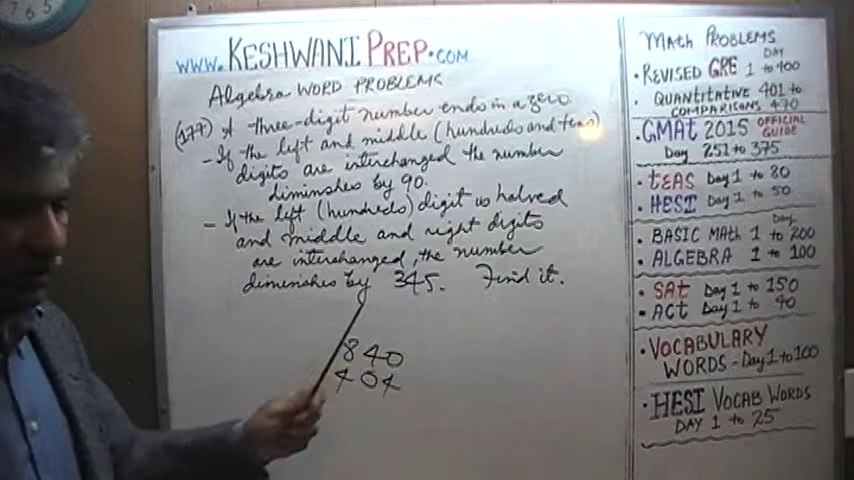 7 6 5
WWW.KESHWANIPREP.COM
Algebra WORD PROBLEMS
(177) A three-digit number ends in a zero
- If the left and middle (hundreds and tens)
digits are interchanged the number
diminshes by 90.
- If the left (hundreds) digit is halved
and middle and right digits
are interchanged, the number
diminishes by 345. Find it.
840
404
Math PROBLEMS
DAY
• REVISED GRE 1 to 400
• QUANTITATIVE 401 to
COMPARISONS 470
• GMAT 2015 OFFICIAL GUIDE
Day 251 to 375
• tEAS Day 1 to 80
• HESI Day 1 to 50
DAY
• BASIC MATH 1 to 200
• ALGEBRA 1 to 100
• SAt Day 1 to 150
• ACt Day 1 to 90
• VOCABULARY
WORDS - Day 1 to 100
• HESI VOCAB WORDS
DAY 1 to 25